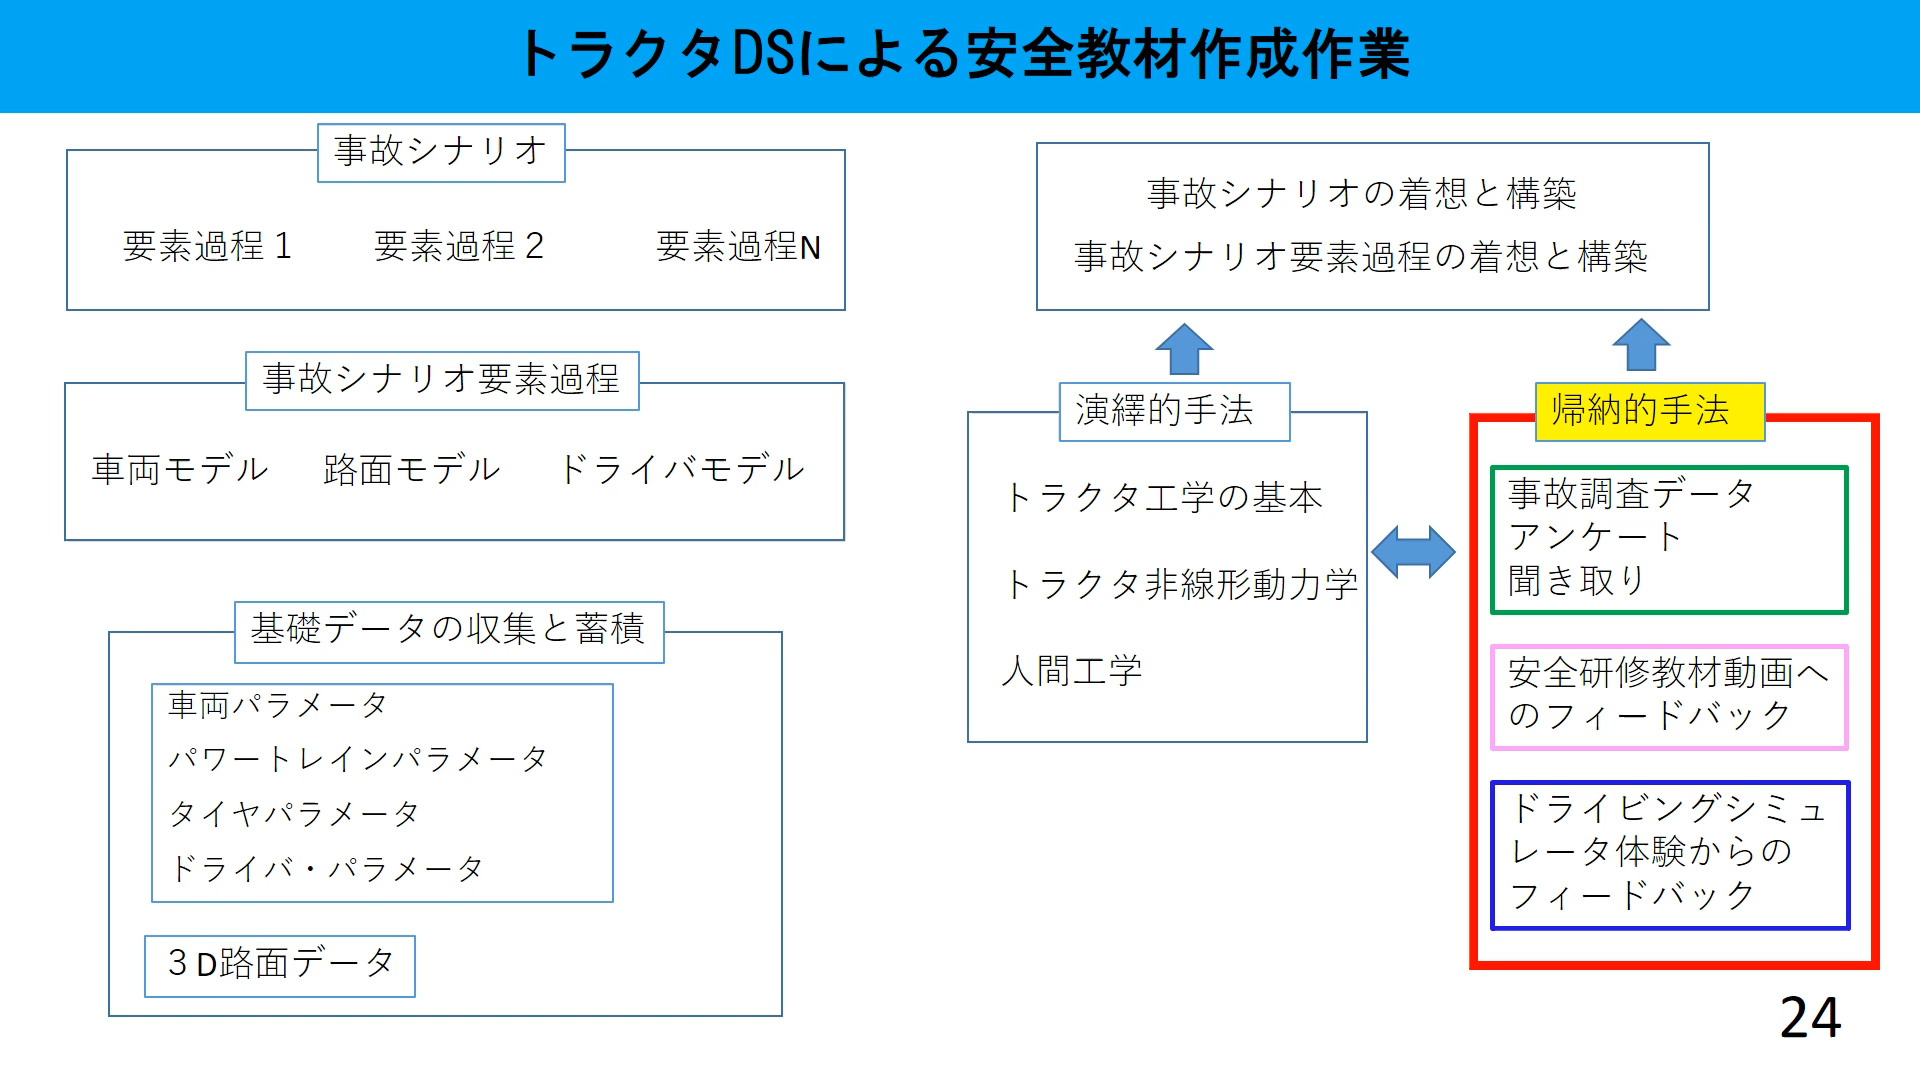 トラクタDSによる安全教材作成作業
事故シナリオ
要素過程１ 要素過程２ 要素過程N
事故シナリオ要素過程
車両モデル 路面モデル ドライバモデル
基礎データの収集と蓄積
車両パラメータ
パワートレインパラメータ
タイヤパラメータ
ドライバ・パラメータ
３D路面データ
事故シナリオの着想と構築
事故シナリオ要素過程の着想と構築
演繹的手法
トラクタ工学の基本
トラクタ非線形動力学
人間工学
帰納的手法
事故調査データ
アンケート
聞き取り
安全研修教材動画へ
のフィードバック
ドライビングシミュ
レータ体験からの
フィードバック
24